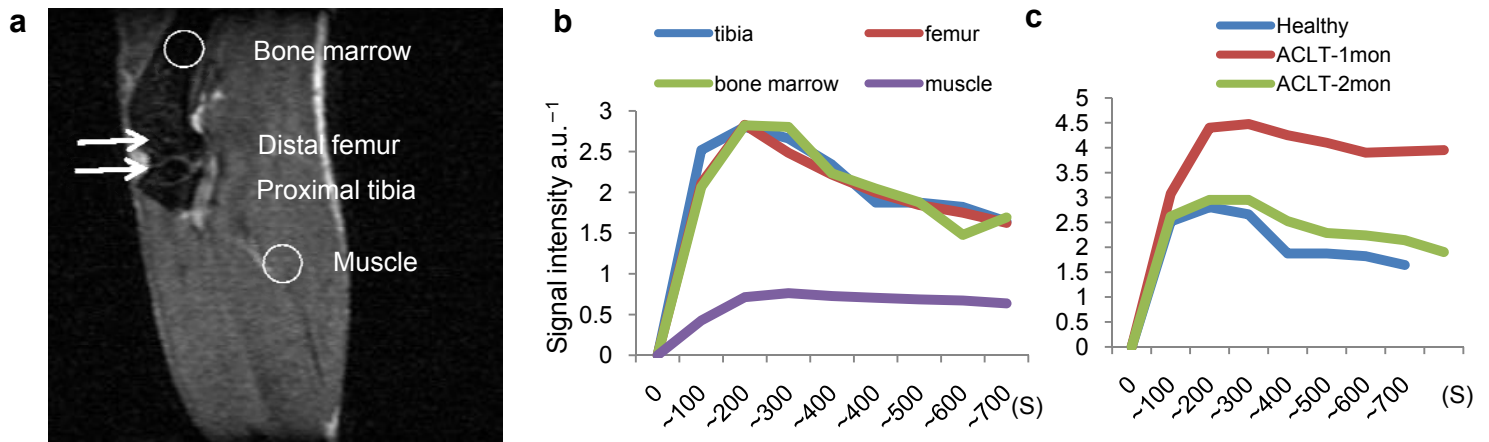 a
Bone marrow
Distal femur
Proximal tibia
Muscle
b
tibia
femur
bone marrow
muscle
Signal intensity a.u.⁻¹
3
2.5
2
1.5
1
0.5
0
0 ~100 ~200 ~300 ~400 ~500 ~600 ~700 (S)
c
Healthy
ACLT-1mon
ACLT-2mon
5
4.5
4
3.5
3
2.5
2
1.5
1
0.5
0
0 ~100 ~200 ~300 ~400 ~500 ~600 ~700 (S)